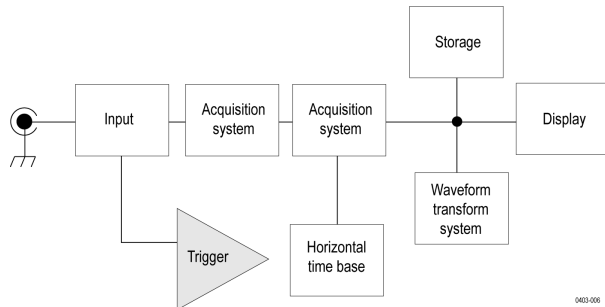 Storage
Input
Acquisition
system
Acquisition
system
Display
Waveform
transform
system
Trigger
Horizontal
time base
0403-006